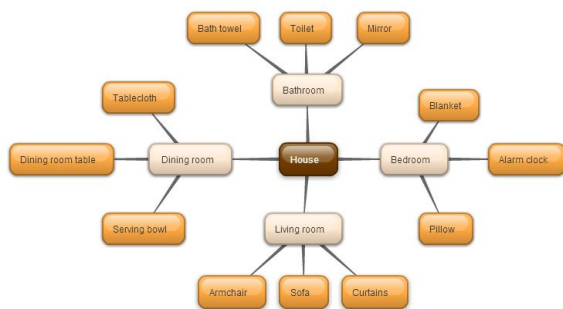 Bath towel
Toilet
Mirror
Bathroom
Tablecloth
Blanket
Dining room table
Dining room
House
Bedroom
Alarm clock
Serving bowl
Living room
Pillow
Armchair
Sofa
Curtains